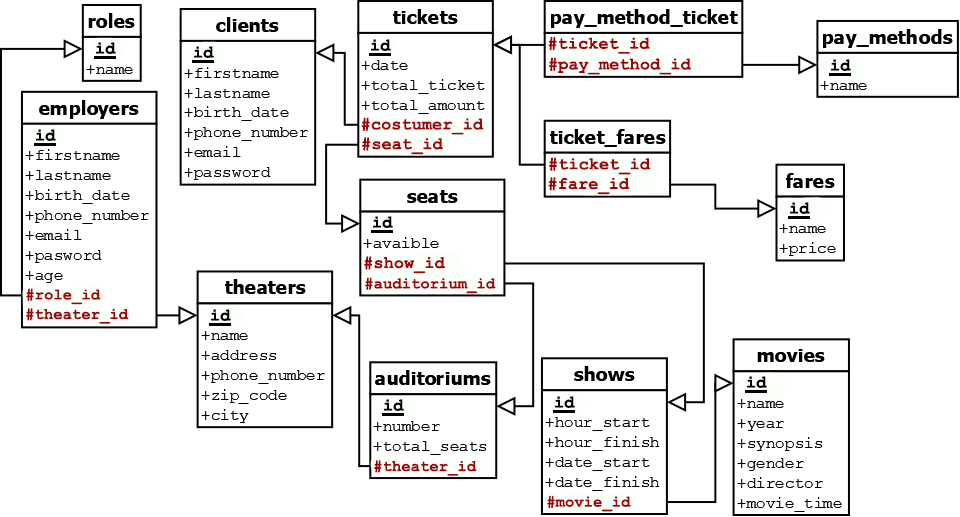 roles
id
+name
clients
id
+firstname
+lastname
+birth_date
+phone_number
+email
+password
tickets
id
+date
+total_ticket
+total_amount
#costumer_id
#seat_id
pay_method_ticket
#ticket_id
#pay_method_id
pay_methods
id
+name
employers
id
+firstname
+lastname
+birth_date
+phone_number
+email
+pasword
+age
#role_id
#theater_id
ticket_fares
#ticket_id
#fare_id
fares
id
+name
+price
seats
id
+avaible
#show_id
#auditorium_id
theaters
id
+name
+address
+phone_number
+zip_code
+city
auditoriums
id
+number
+total_seats
#theater_id
shows
id
+hour_start
+hour_finish
+date_start
+date_finish
#movie_id
movies
id
+name
+year
+synopsis
+gender
+director
+movie_time